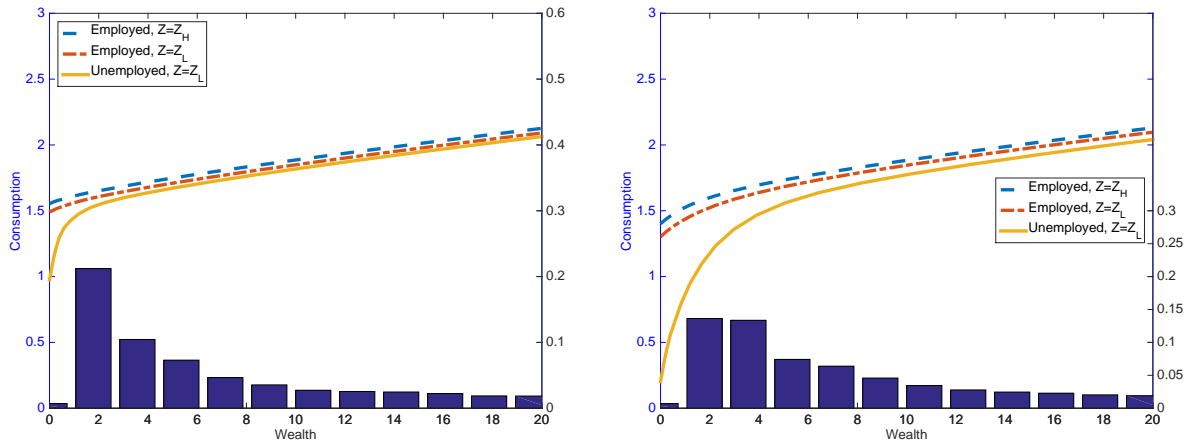 3
2.5
2
1.5
1
0.5
0
Consumption
Employed, Z=Z_H
Employed, Z=Z_L
Unemployed, Z=Z_L
0.6
0.5
0.4
0.3
0.2
0.1
0
0 2 4 6 8 10 12 14 16 18 20
Wealth
3
2.5
2
1.5
1
0.5
0
Consumption
Employed, Z=Z_H
Employed, Z=Z_L
Unemployed, Z=Z_L
0.3
0.25
0.2
0.15
0.1
0.05
0
0 2 4 6 8 10 12 14 16 18 20
Wealth